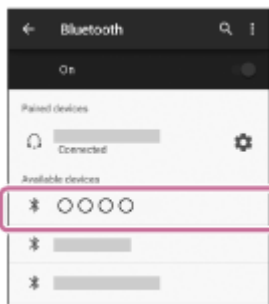 Bluetooth
On
Paired devices
Connected
Available devices
○○○○